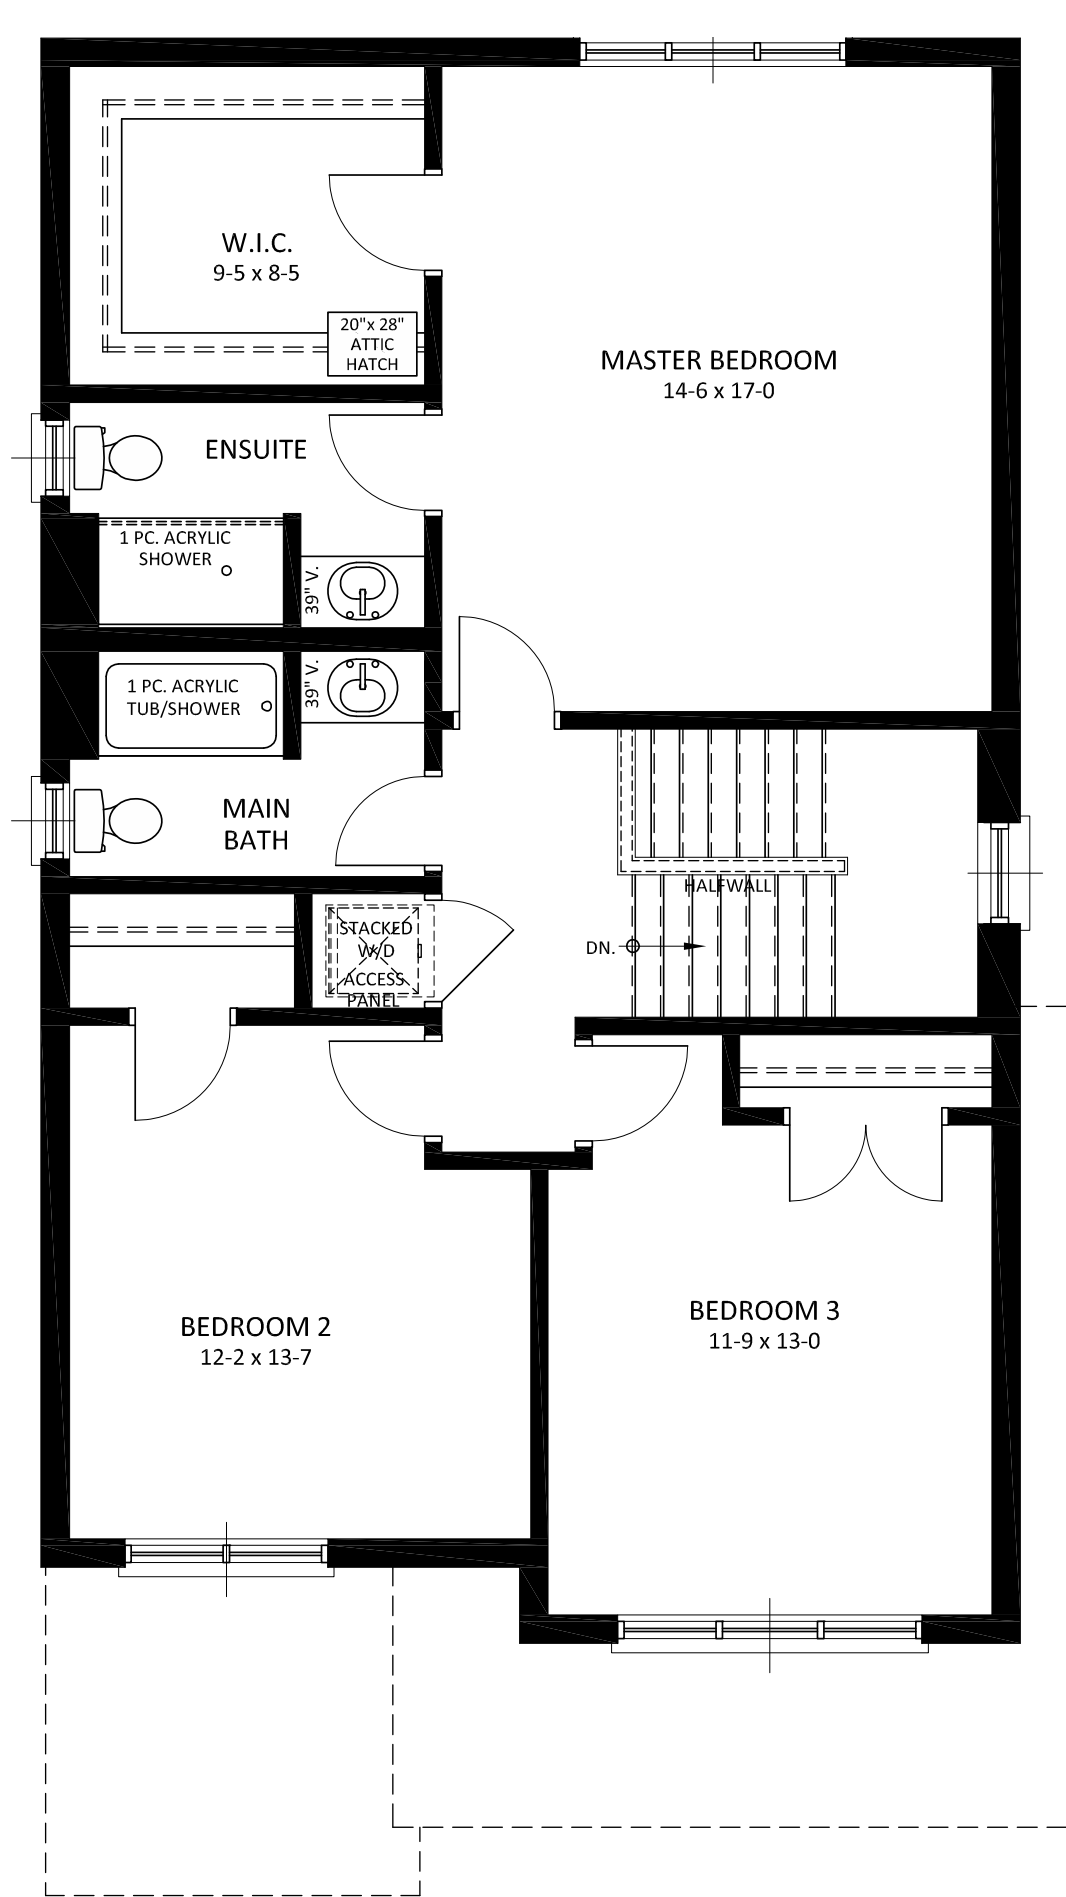 W.I.C.
9-5 x 8-5
20"x 28"
ATTIC
HATCH
MASTER BEDROOM
14-6 x 17-0
ENSUITE
1 PC. ACRYLIC
SHOWER
39" V.
1 PC. ACRYLIC
TUB/SHOWER
39" V.
MAIN
BATH
HALFWALL
STACKED
W/D
ACCESS
PANEL
DN.
BEDROOM 2
12-2 x 13-7
BEDROOM 3
11-9 x 13-0